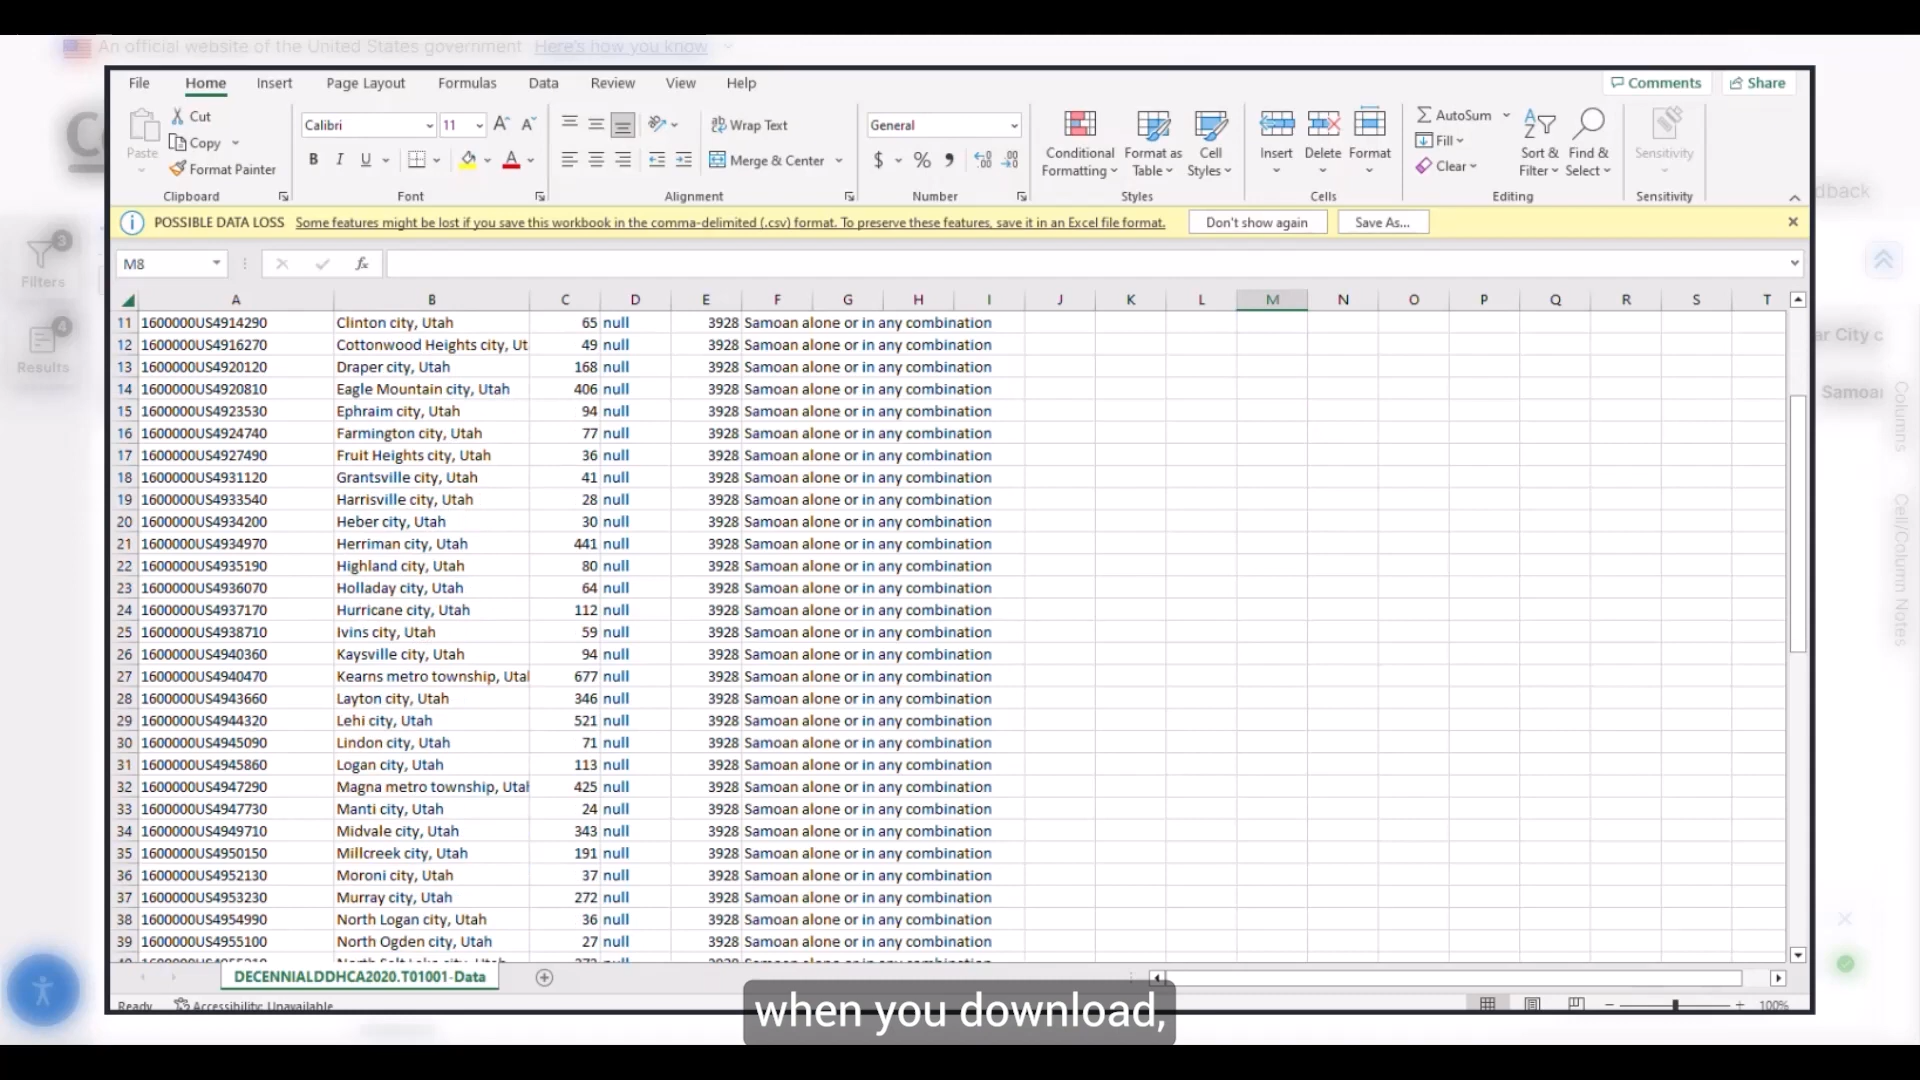 An official website of the United States government Here's how you know
File Home Insert Page Layout Formulas Data Review View Help Comments Share
Paste Cut Copy Format Painter Clipboard
Calibri 11 B I U A Font
Wrap Text Merge & Center Alignment
General $ % Number
Conditional Formatting Format as Table Cell Styles Styles
Insert Delete Format Cells
AutoSum Fill Clear Sort & Filter Find & Select Editing
Sensitivity Sensitivity
POSSIBLE DATA LOSS Some features might be lost if you save this workbook in the comma-delimited (.csv) format. To preserve these features, save it in an Excel file format. Don't show again Save As...
M8 fx
3
Filters
4
Results
dback
ar City c
Samoan
Columns
Cell/Column Notes
A B C D E F G H I J K L M N O P Q R S T
11 1600000US4914290 Clinton city, Utah 65 null 3928 Samoan alone or in any combination
12 1600000US4916270 Cottonwood Heights city, Ut 49 null 3928 Samoan alone or in any combination
13 1600000US4920120 Draper city, Utah 168 null 3928 Samoan alone or in any combination
14 1600000US4920810 Eagle Mountain city, Utah 406 null 3928 Samoan alone or in any combination
15 1600000US4923530 Ephraim city, Utah 94 null 3928 Samoan alone or in any combination
16 1600000US4924740 Farmington city, Utah 77 null 3928 Samoan alone or in any combination
17 1600000US4927490 Fruit Heights city, Utah 36 null 3928 Samoan alone or in any combination
18 1600000US4931120 Grantsville city, Utah 41 null 3928 Samoan alone or in any combination
19 1600000US4933540 Harrisville city, Utah 28 null 3928 Samoan alone or in any combination
20 1600000US4934200 Heber city, Utah 30 null 3928 Samoan alone or in any combination
21 1600000US4934970 Herriman city, Utah 441 null 3928 Samoan alone or in any combination
22 1600000US4935190 Highland city, Utah 80 null 3928 Samoan alone or in any combination
23 1600000US4936070 Holladay city, Utah 64 null 3928 Samoan alone or in any combination
24 1600000US4937170 Hurricane city, Utah 112 null 3928 Samoan alone or in any combination
25 1600000US4938710 Ivins city, Utah 59 null 3928 Samoan alone or in any combination
26 1600000US4940360 Kaysville city, Utah 94 null 3928 Samoan alone or in any combination
27 1600000US4940470 Kearns metro township, Utal 677 null 3928 Samoan alone or in any combination
28 1600000US4943660 Layton city, Utah 346 null 3928 Samoan alone or in any combination
29 1600000US4944320 Lehi city, Utah 521 null 3928 Samoan alone or in any combination
30 1600000US4945090 Lindon city, Utah 71 null 3928 Samoan alone or in any combination
31 1600000US4945860 Logan city, Utah 113 null 3928 Samoan alone or in any combination
32 1600000US4947290 Magna metro township, Utal 425 null 3928 Samoan alone or in any combination
33 1600000US4947730 Manti city, Utah 24 null 3928 Samoan alone or in any combination
34 1600000US4949710 Midvale city, Utah 343 null 3928 Samoan alone or in any combination
35 1600000US4950150 Millcreek city, Utah 191 null 3928 Samoan alone or in any combination
36 1600000US4952130 Moroni city, Utah 37 null 3928 Samoan alone or in any combination
37 1600000US4953230 Murray city, Utah 272 null 3928 Samoan alone or in any combination
38 1600000US4954990 North Logan city, Utah 36 null 3928 Samoan alone or in any combination
39 1600000US4955100 North Ogden city, Utah 27 null 3928 Samoan alone or in any combination
DECENNIALDDHCA2020.T01001-Data
Ready Accessibility: Unavailable 100%
when you download,